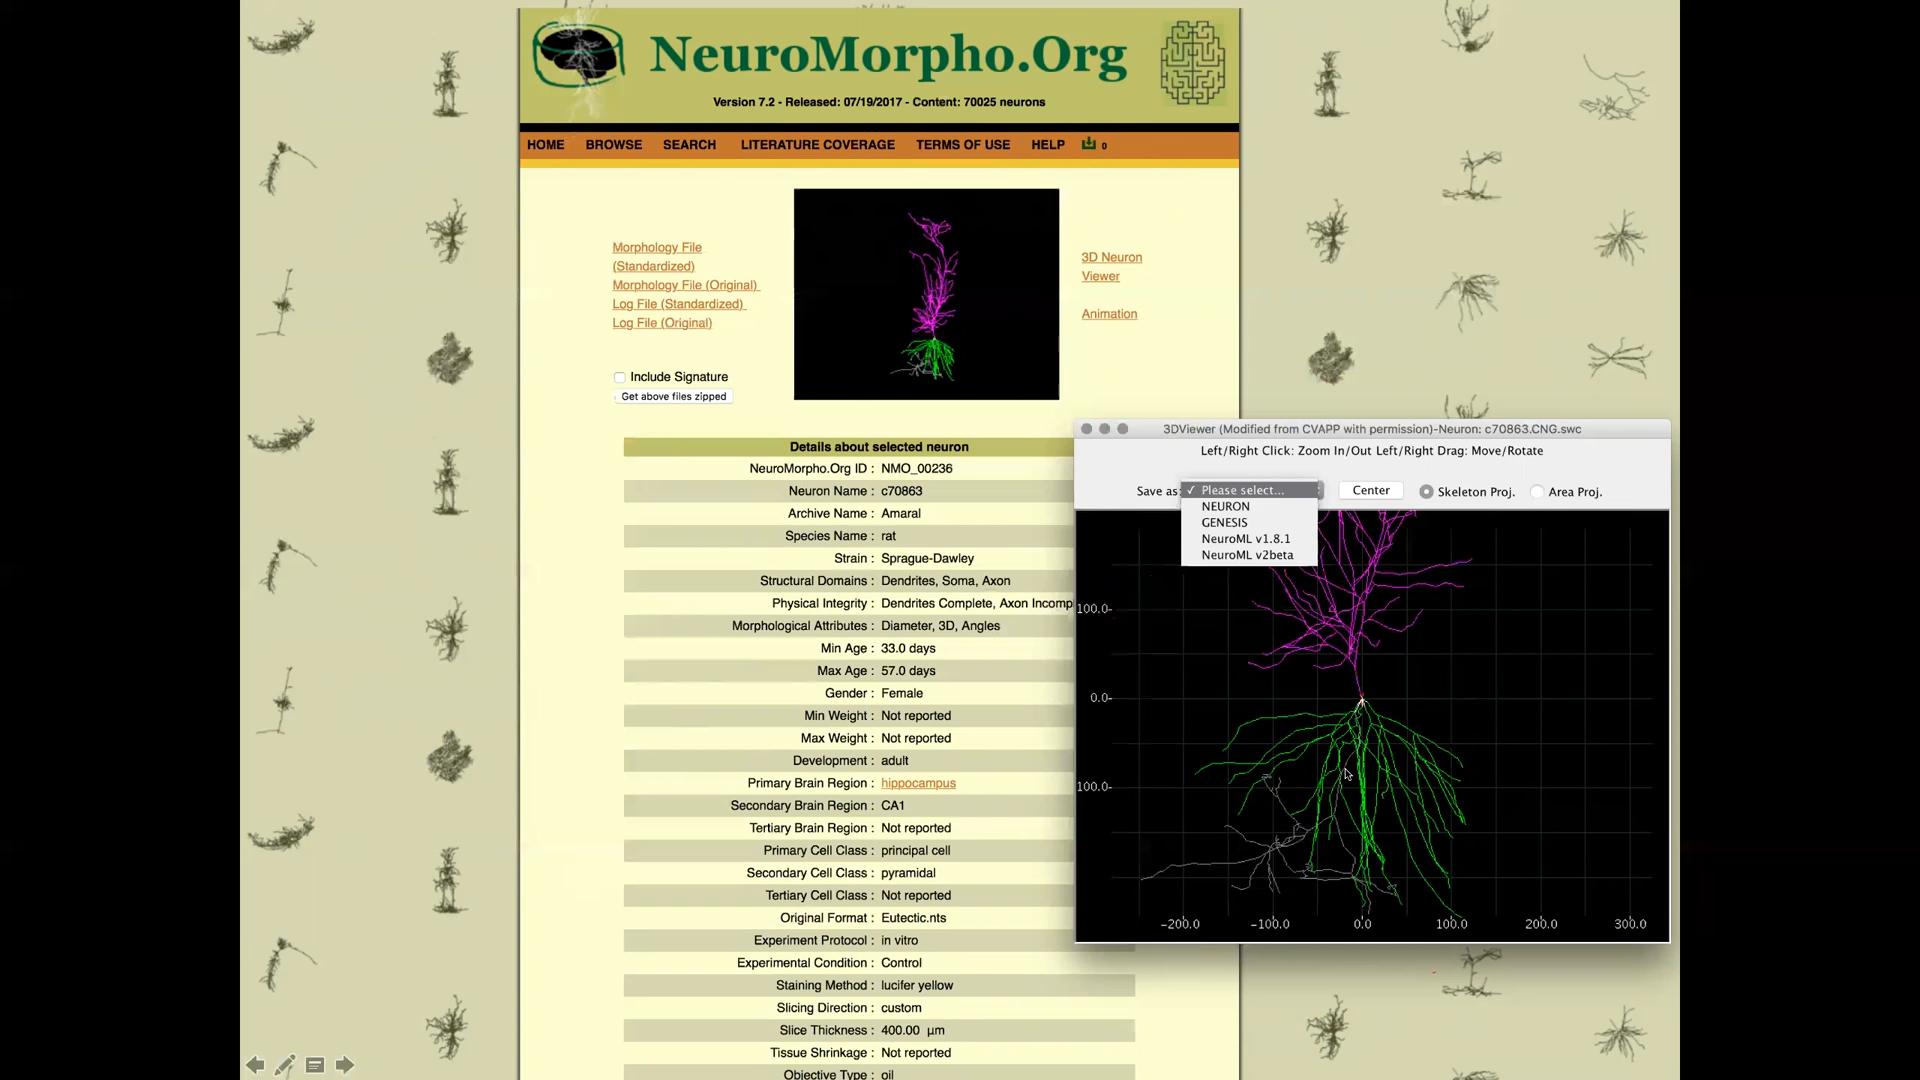 NeuroMorpho.Org
Version 7.2 - Released: 07/19/2017 - Content: 70025 neurons
HOME BROWSE SEARCH LITERATURE COVERAGE TERMS OF USE HELP 0
Morphology File
(Standardized)
Morphology File (Original)
Log File (Standardized)
Log File (Original)
3D Neuron
Viewer
Animation
Include Signature
Get above files zipped
Details about selected neuron
NeuroMorpho.Org ID : NMO_00236
Neuron Name : c70863
Archive Name : Amaral
Species Name : rat
Strain : Sprague-Dawley
Structural Domains : Dendrites, Soma, Axon
Physical Integrity : Dendrites Complete, Axon Incomp
Morphological Attributes : Diameter, 3D, Angles
Min Age : 33.0 days
Max Age : 57.0 days
Gender : Female
Min Weight : Not reported
Max Weight : Not reported
Development : adult
Primary Brain Region : hippocampus
Secondary Brain Region : CA1
Tertiary Brain Region : Not reported
Primary Cell Class : principal cell
Secondary Cell Class : pyramidal
Tertiary Cell Class : Not reported
Original Format : Eutectic.nts
Experiment Protocol : in vitro
Experimental Condition : Control
Staining Method : lucifer yellow
Slicing Direction : custom
Slice Thickness : 400.00 µm
Tissue Shrinkage : Not reported
Objective Type : oil
3DViewer (Modified from CVAPP with permission)-Neuron: c70863.CNG.swc
Left/Right Click: Zoom In/Out Left/Right Drag: Move/Rotate
Save as: ✓ Please select... Center Skeleton Proj. Area Proj.
NEURON
GENESIS
NeuroML v1.8.1
NeuroML v2beta
100.0-
0.0-
100.0-
-200.0 -100.0 0.0 100.0 200.0 300.0